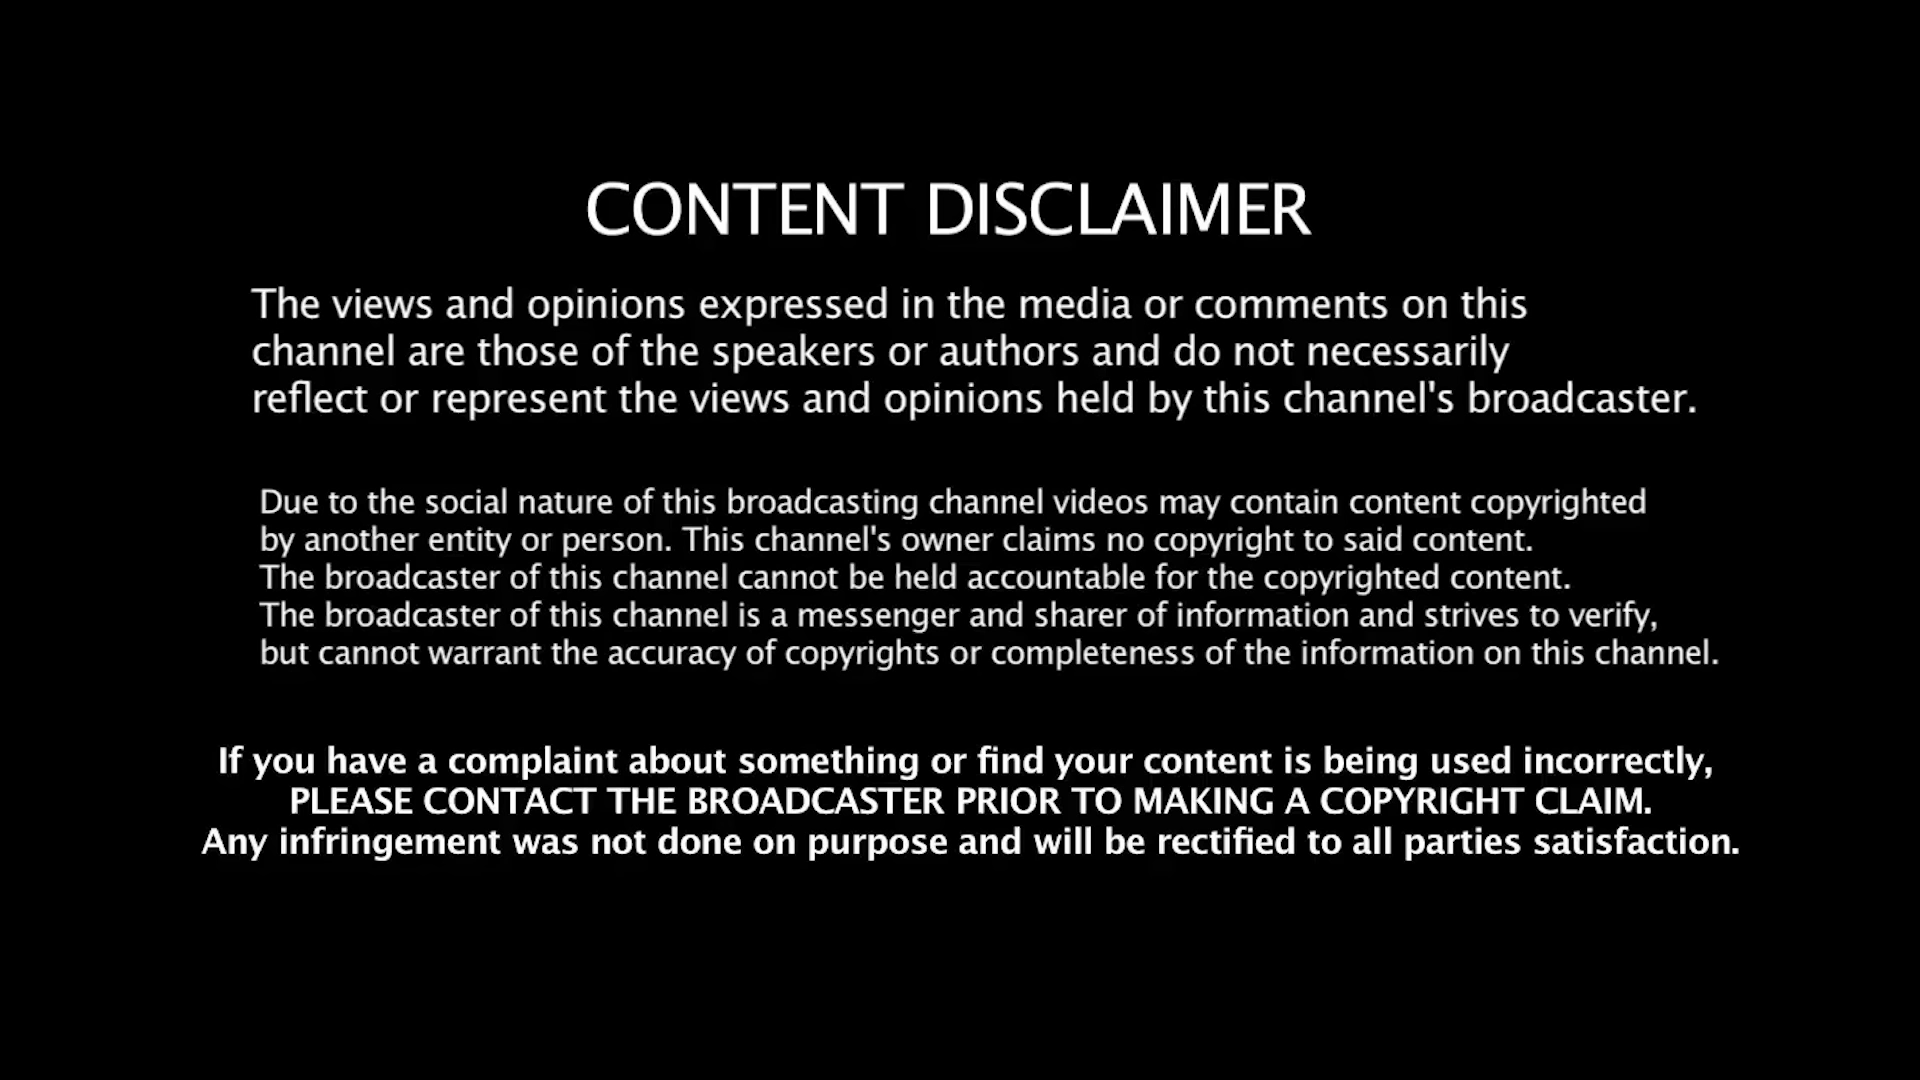 CONTENT DISCLAIMER
The views and opinions expressed in the media or comments on this
channel are those of the speakers or authors and do not necessarily
reflect or represent the views and opinions held by this channel's broadcaster.
Due to the social nature of this broadcasting channel videos may contain content copyrighted
by another entity or person. This channel's owner claims no copyright to said content.
The broadcaster of this channel cannot be held accountable for the copyrighted content.
The broadcaster of this channel is a messenger and sharer of information and strives to verify,
but cannot warrant the accuracy of copyrights or completeness of the information on this channel.
If you have a complaint about something or find your content is being used incorrectly,
PLEASE CONTACT THE BROADCASTER PRIOR TO MAKING A COPYRIGHT CLAIM.
Any infringement was not done on purpose and will be rectified to all parties satisfaction.